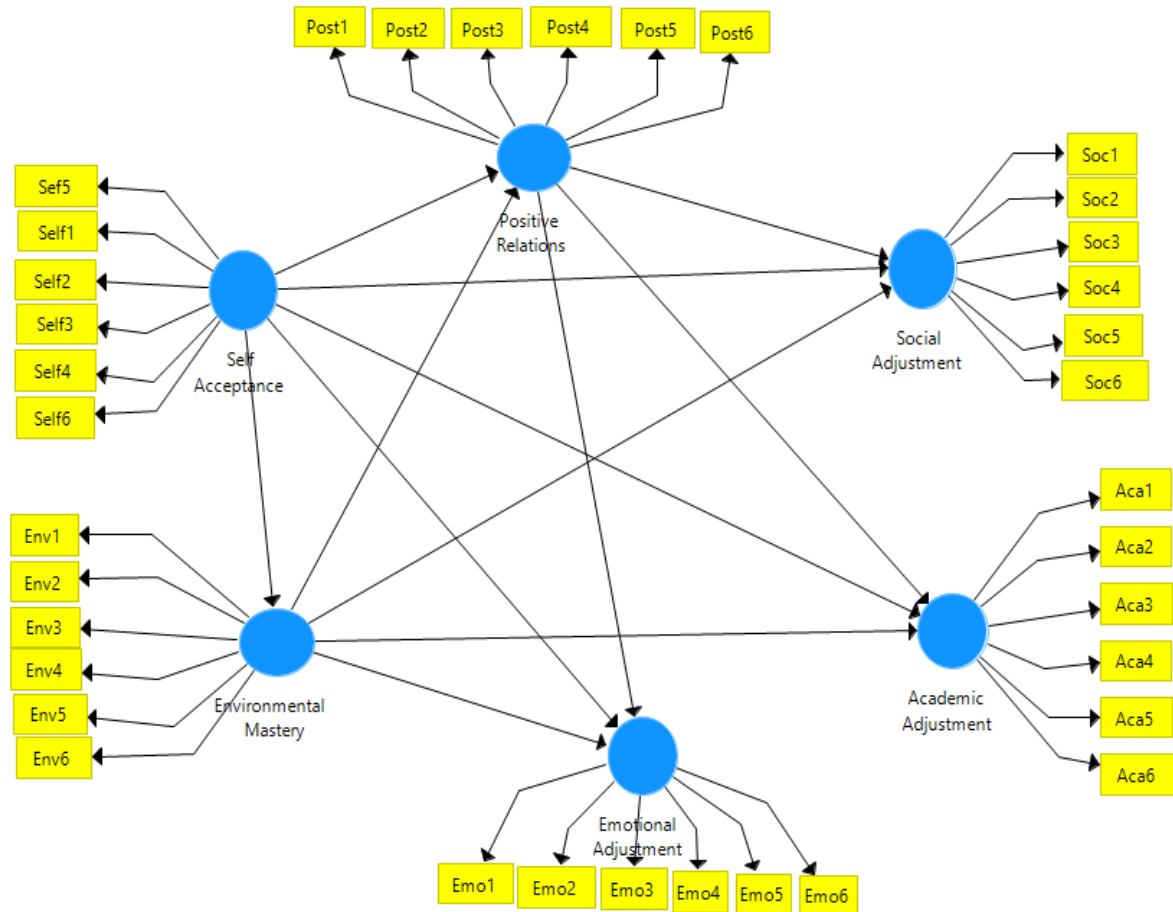 Post1
Post2
Post3
Post4
Post5
Post6
Positive
Relations
Sef5
Self1
Self2
Self3
Self4
Self6
Self
Acceptance
Soc1
Soc2
Soc3
Soc4
Soc5
Soc6
Social
Adjustment
Env1
Env2
Env3
Env4
Env5
Env6
Environmental
Mastery
Aca1
Aca2
Aca3
Aca4
Aca5
Aca6
Academic
Adjustment
Emotional
Adjustment
Emo1
Emo2
Emo3
Emo4
Emo5
Emo6